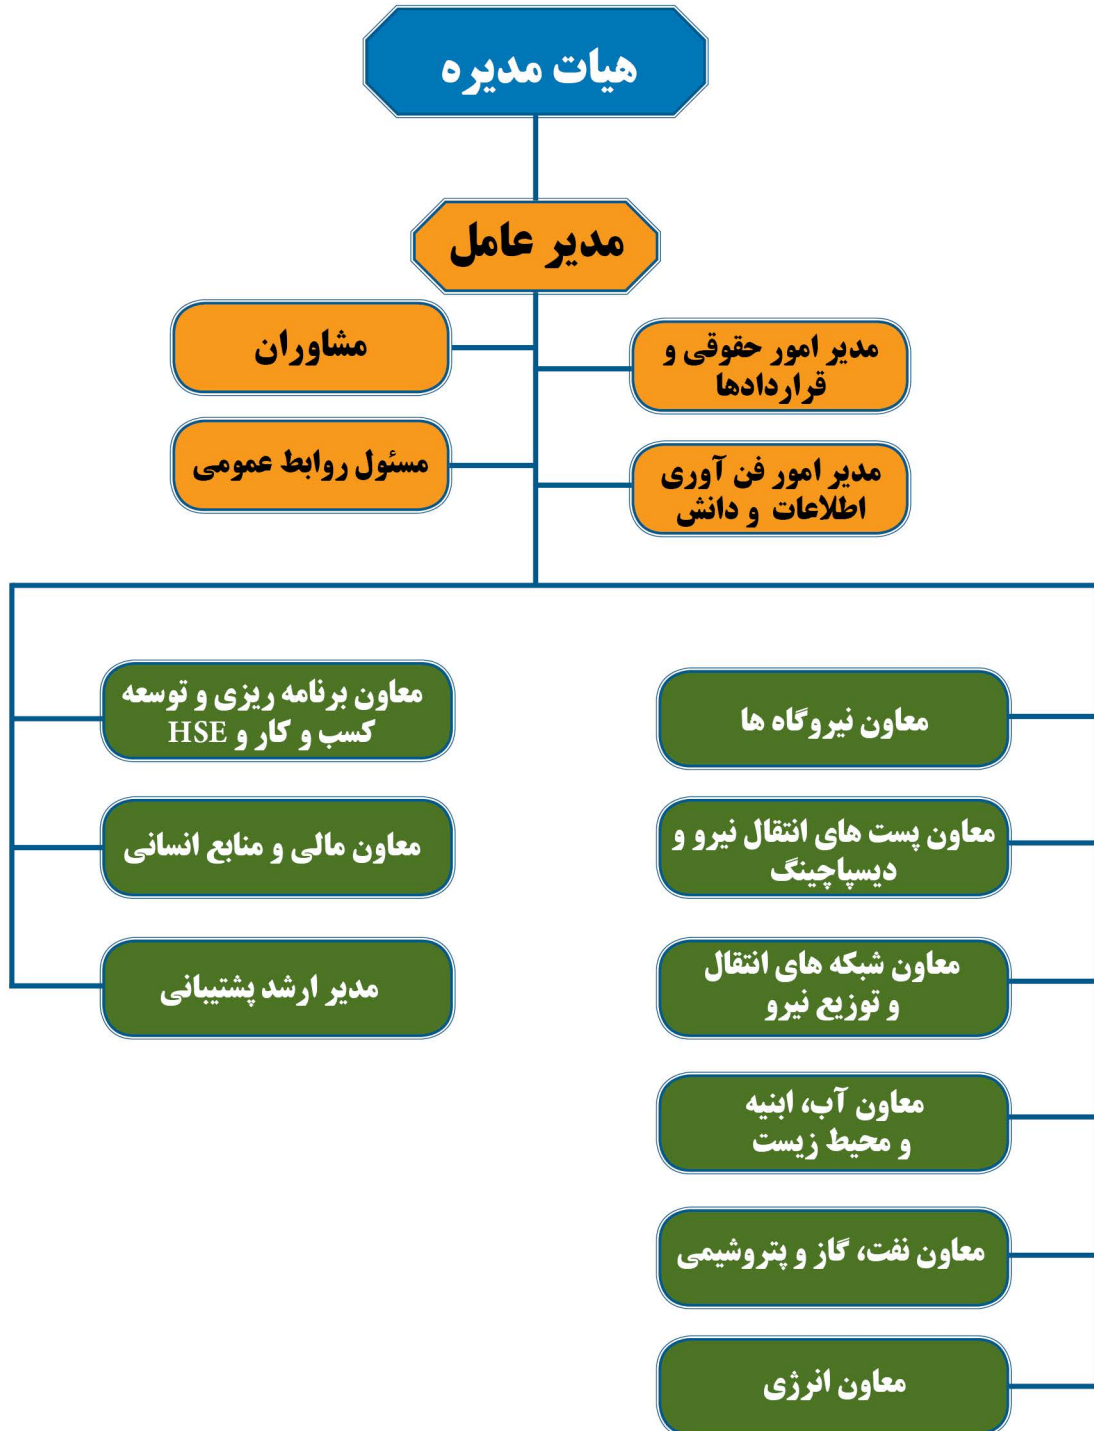 هیات مدیره
مدیر عامل
مدیر امور حقوقی و
قراردادها
مشاوران
مدیر امور فن آوری
اطلاعات و دانش
مسئول روابط عمومی
معاون نیروگاه ها
معاون پست های انتقال نیرو و
دیسپاچینگ
معاون شبکه های انتقال
و توزیع نیرو
معاون آب، ابنیه
و محیط زیست
معاون نفت، گاز و پتروشیمی
معاون انرژی
معاون برنامه ریزی و توسعه
کسب و کار و HSE
معاون مالی و منابع انسانی
مدیر ارشد پشتیبانی